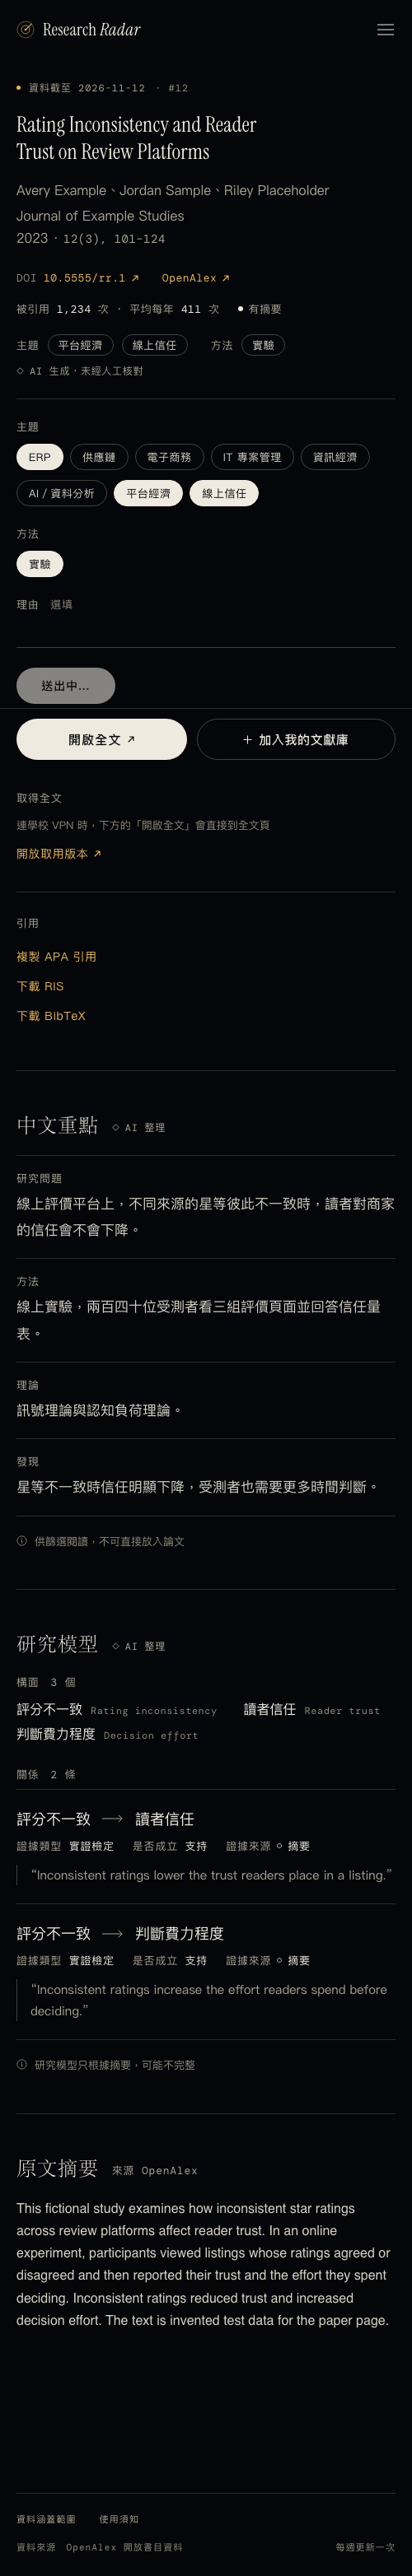 Research Radar
資料截至 2026-11-12 · #12
Rating Inconsistency and Reader
Trust on Review Platforms
Avery Example、Jordan Sample、Riley Placeholder
Journal of Example Studies
2023 · 12(3), 101–124
DOI 10.5555/rr.1 ↗ OpenAlex ↗
被引用 1,234 次 · 平均每年 411 次 有摘要
主題 平台經濟 線上信任 方法 實驗
◇ AI 生成·未經人工核對
主題
ERP 供應鏈 電子商務 IT 專案管理 資訊經濟
AI / 資料分析 平台經濟 線上信任
方法
實驗
理由 選填
送出中…
開啟全文 ↗ ＋ 加入我的文獻庫
取得全文
連學校 VPN 時，下方的「開啟全文」會直接到全文頁
開放取用版本 ↗
引用
複製 APA 引用
下載 RIS
下載 BibTeX
中文重點 ◇ AI 整理
研究問題
線上評價平台上，不同來源的星等彼此不一致時，讀者對商家
的信任會不會下降。
方法
線上實驗，兩百四十位受測者看三組評價頁面並回答信任量
表。
理論
訊號理論與認知負荷理論。
發現
星等不一致時信任明顯下降，受測者也需要更多時間判斷。
ⓘ 供篩選閱讀，不可直接放入論文
研究模型 ◇ AI 整理
構面 3 個
評分不一致 Rating inconsistency 讀者信任 Reader trust
判斷費力程度 Decision effort
關係 2 條
評分不一致 → 讀者信任
證據類型 實證檢定 是否成立 支持 證據來源 ○ 摘要
“Inconsistent ratings lower the trust readers place in a listing.”
評分不一致 → 判斷費力程度
證據類型 實證檢定 是否成立 支持 證據來源 ○ 摘要
“Inconsistent ratings increase the effort readers spend before
deciding.”
ⓘ 研究模型只根據摘要，可能不完整
原文摘要 來源 OpenAlex
This fictional study examines how inconsistent star ratings
across review platforms affect reader trust. In an online
experiment, participants viewed listings whose ratings agreed or
disagreed and then reported their trust and the effort they spent
deciding. Inconsistent ratings reduced trust and increased
decision effort. The text is invented test data for the paper page.
資料涵蓋範圍 使用須知
資料來源 OpenAlex 開放書目資料 每週更新一次